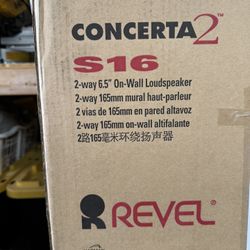 CONCERTA2™
S16
2-way 6.5" On-Wall Loudspeaker
2-way 165mm mural haut-parleur
2 vias de 165mm en pared altavoz
2-way 165mm on-wall altifalante
2路165毫米环绕扬声器
REVEL®